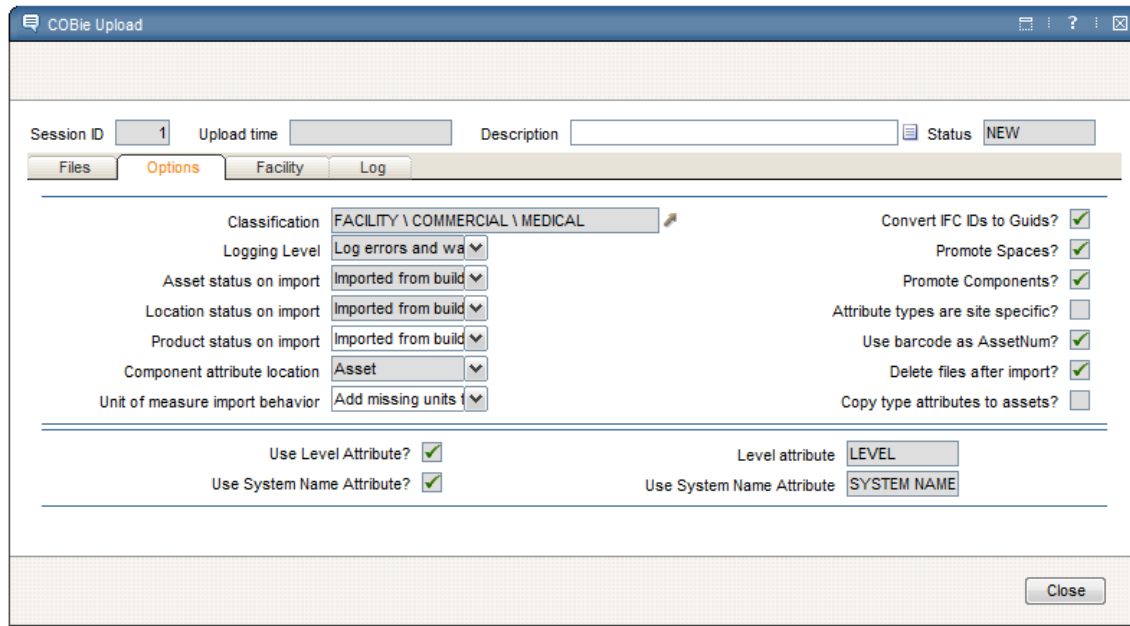 COBie Upload ?
Session ID 1 Upload time Description Status NEW
Files Options Facility Log
Classification FACILITY \ COMMERCIAL \ MEDICAL Convert IFC IDs to Guids?
Logging Level Log errors and wa Promote Spaces?
Asset status on import Imported from build Promote Components?
Location status on import Imported from build Attribute types are site specific?
Product status on import Imported from build Use barcode as AssetNum?
Component attribute location Asset Delete files after import?
Unit of measure import behavior Add missing units t Copy type attributes to assets?
Use Level Attribute? Level attribute LEVEL
Use System Name Attribute? Use System Name Attribute SYSTEM NAME
Close